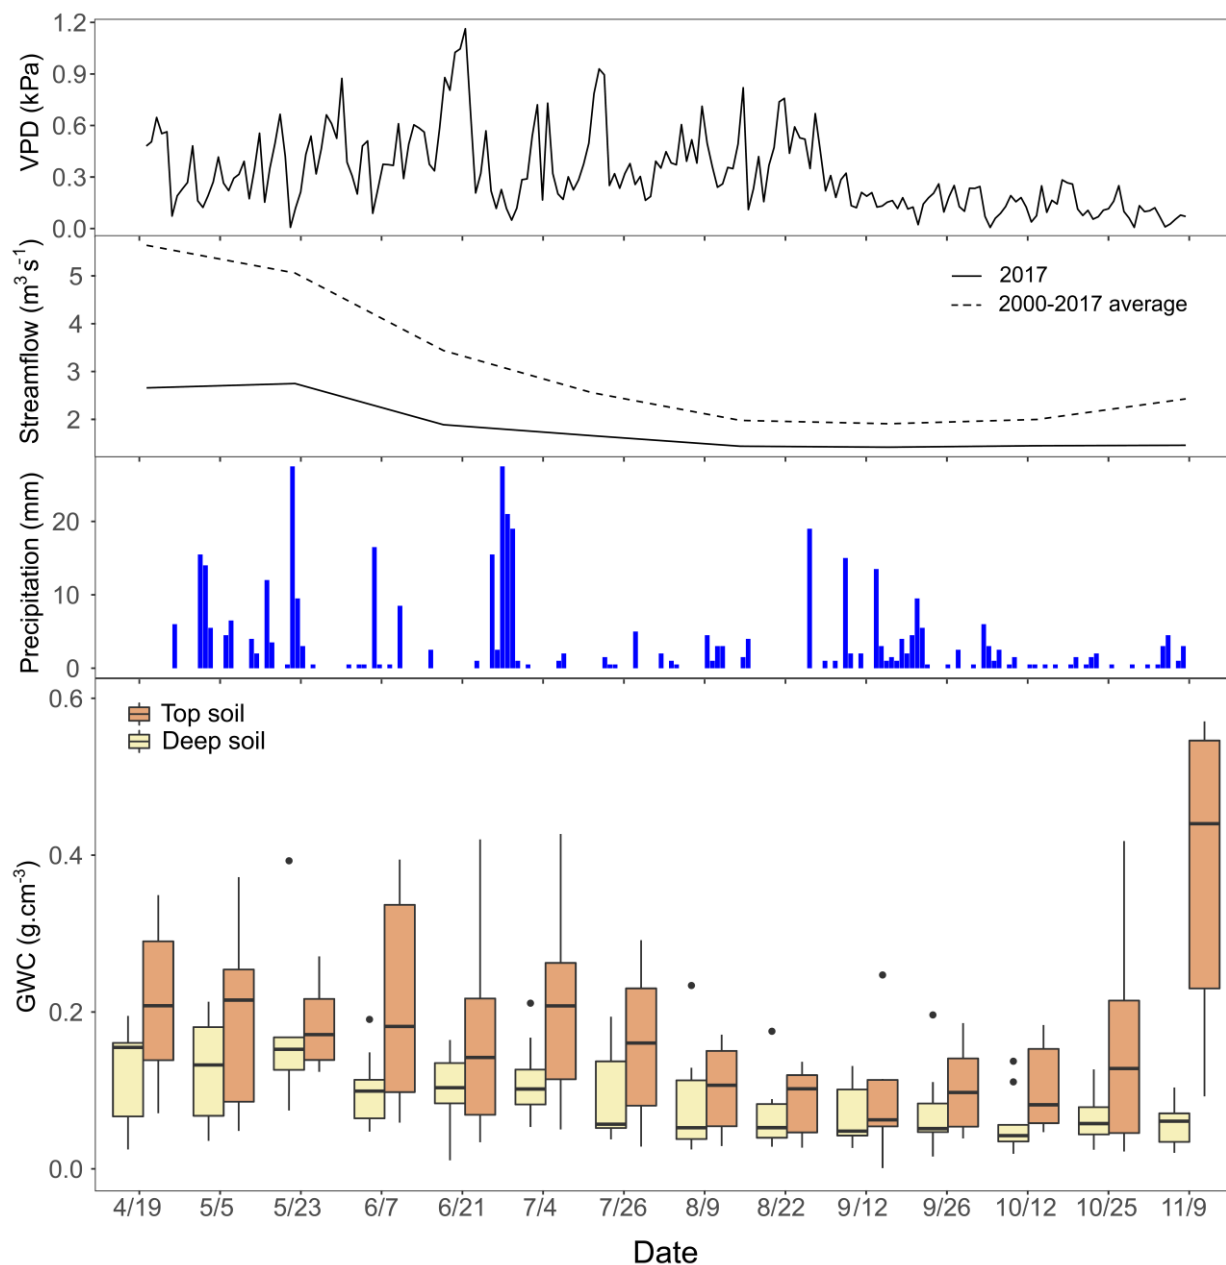 VPD (kPa)
1.2
0.9
0.6
0.3
0.0
Streamflow (m³ s⁻¹)
5
4
3
2
2017
2000-2017 average
Precipitation (mm)
20
10
0
GWC (g.cm⁻³)
0.6
0.4
0.2
0.0
Top soil
Deep soil
4/19 5/5 5/23 6/7 6/21 7/4 7/26 8/9 8/22 9/12 9/26 10/12 10/25 11/9
Date